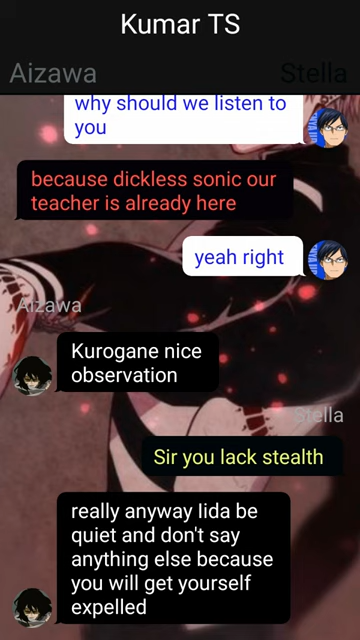 Kumar TS
Aizawa
Stella
why should we listen to
you
because dickless sonic our
teacher is already here
yeah right
Aizawa
Kurogane nice
observation
Stella
Sir you lack stealth
really anyway Iida be
quiet and don't say
anything else because
you will get yourself
expelled